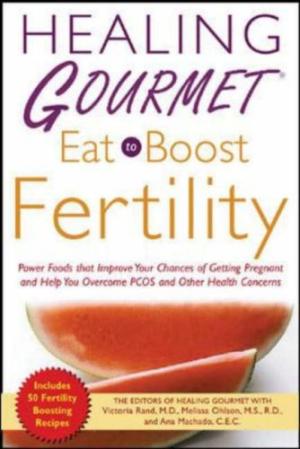 HEALING
GOURMET®
Eat to Boost
Fertility
Power Foods that Improve Your Chances of Getting Pregnant
and Help You Overcome PCOS and Other Health Concerns
Includes
50 Fertility
Boosting
Recipes
THE EDITORS OF HEALING GOURMET WITH
Victoria Rand, M.D., Melissa Ohlson, M.S., R.D.,
and Ana Machado, C.E.C.